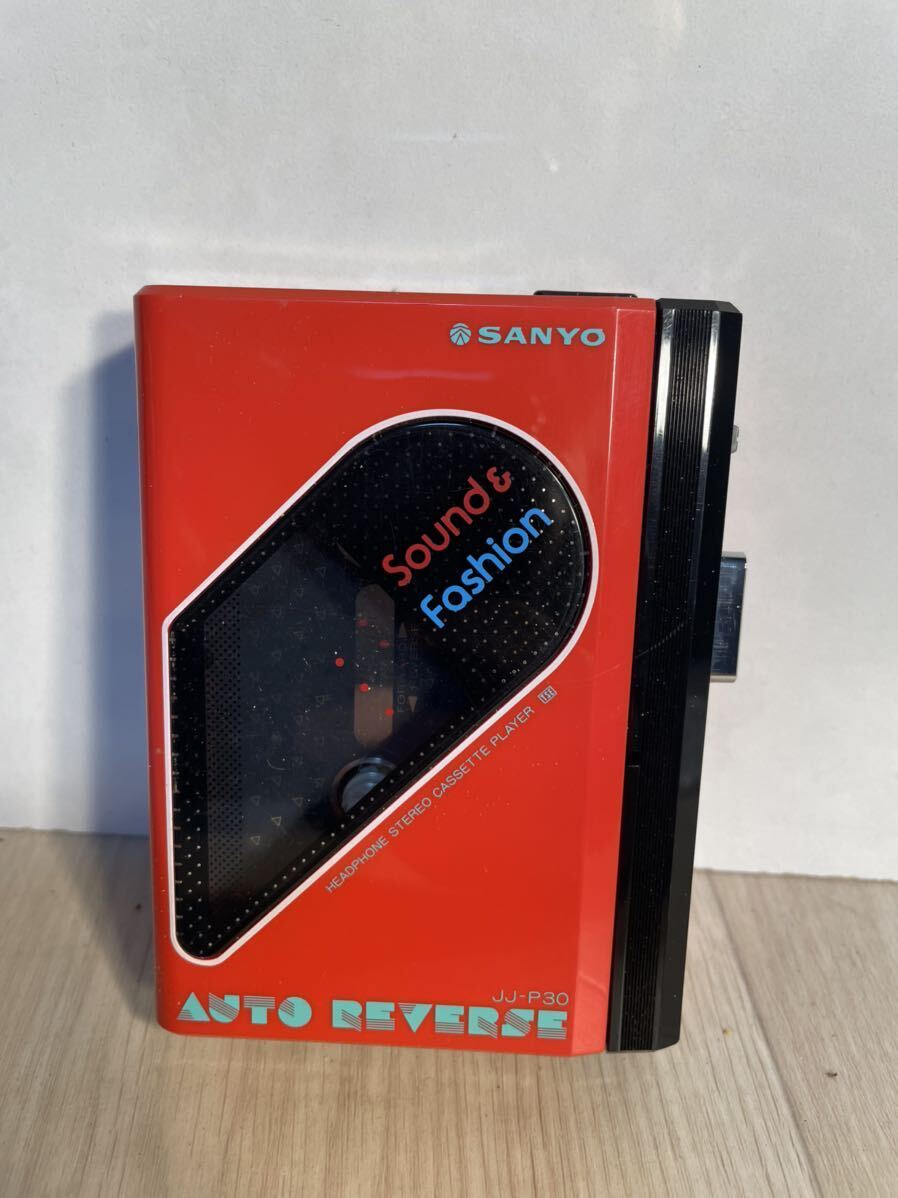 SANYO
Sound &
Fashion
HEADPHONE STEREO CASSETTE PLAYER
JJ-P30
AUTO REVERSE